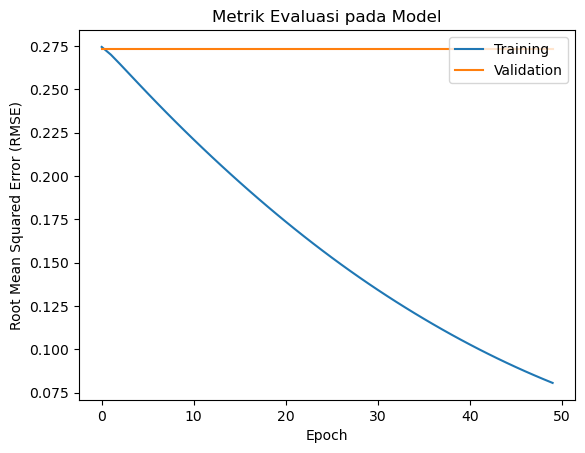 Metrik Evaluasi pada Model
Training
Validation
Root Mean Squared Error (RMSE)
0.275
0.250
0.225
0.200
0.175
0.150
0.125
0.100
0.075
0 10 20 30 40 50
Epoch